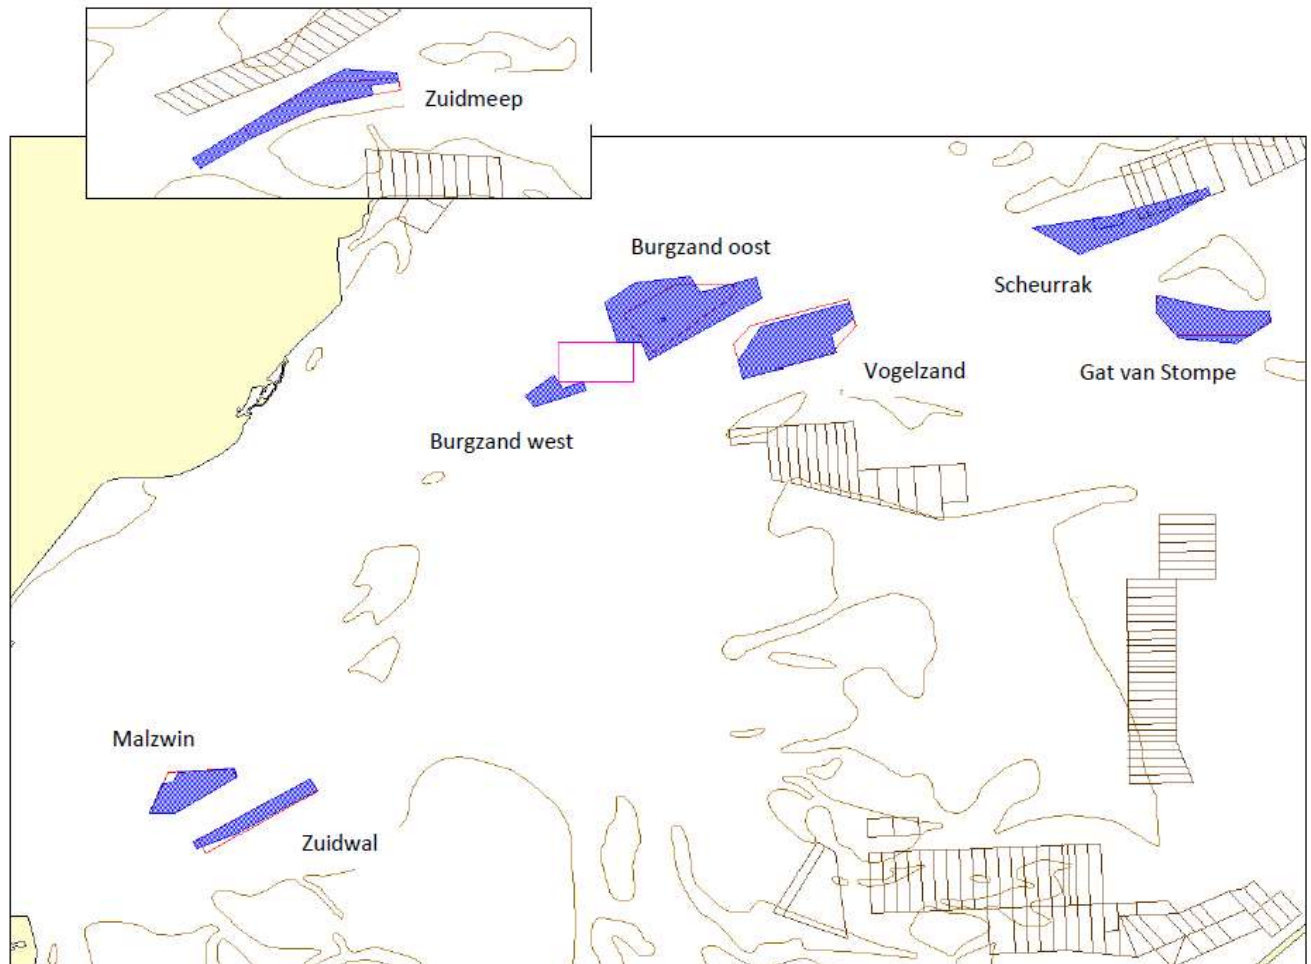 Zuidmeep
Burgzand oost
Scheurrak
Vogelzand
Gat van Stompe
Burgzand west
Malzwin
Zuidwal